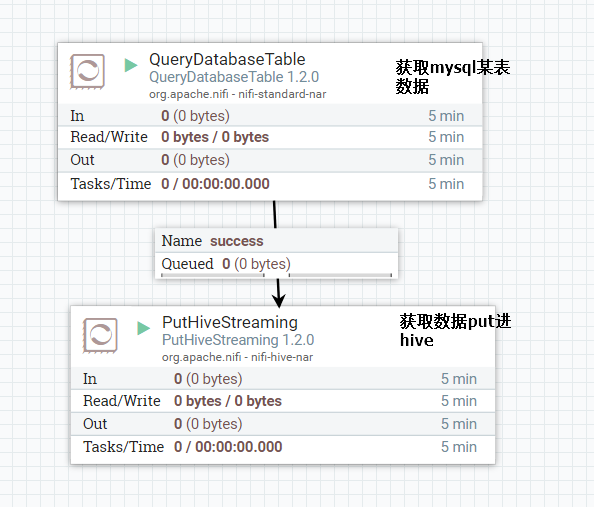 QueryDatabaseTable
QueryDatabaseTable 1.2.0
org.apache.nifi - nifi-standard-nar
获取mysql某表
数据
In 0 (0 bytes) 5 min
Read/Write 0 bytes / 0 bytes 5 min
Out 0 (0 bytes) 5 min
Tasks/Time 0 / 00:00:00.000 5 min
Name success
Queued 0 (0 bytes)
PutHiveStreaming
PutHiveStreaming 1.2.0
org.apache.nifi - nifi-hive-nar
获取数据put进
hive
In 0 (0 bytes) 5 min
Read/Write 0 bytes / 0 bytes 5 min
Out 0 (0 bytes) 5 min
Tasks/Time 0 / 00:00:00.000 5 min